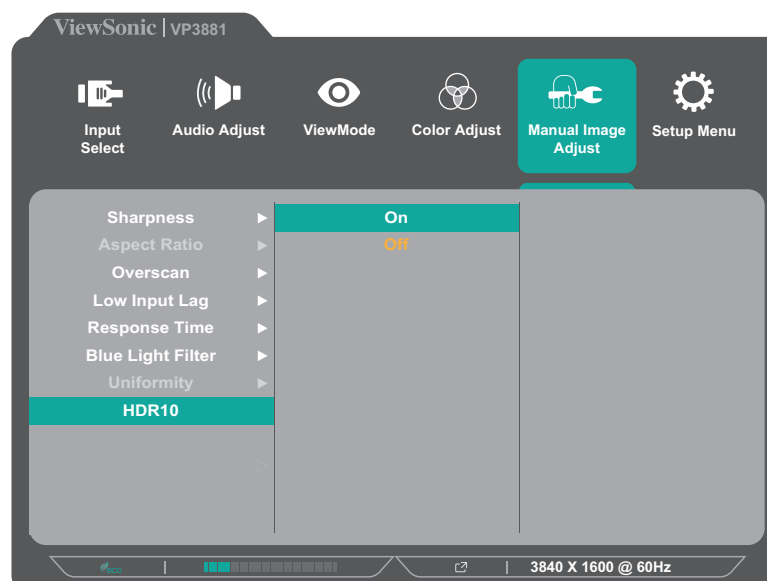 ViewSonic | VP3881
Input Select
Audio Adjust
ViewMode
Color Adjust
Manual Image Adjust
Setup Menu
Sharpness
On
Aspect Ratio
Off
Overscan
Low Input Lag
Response Time
Blue Light Filter
Uniformity
HDR10
eco
3840 X 1600 @ 60Hz